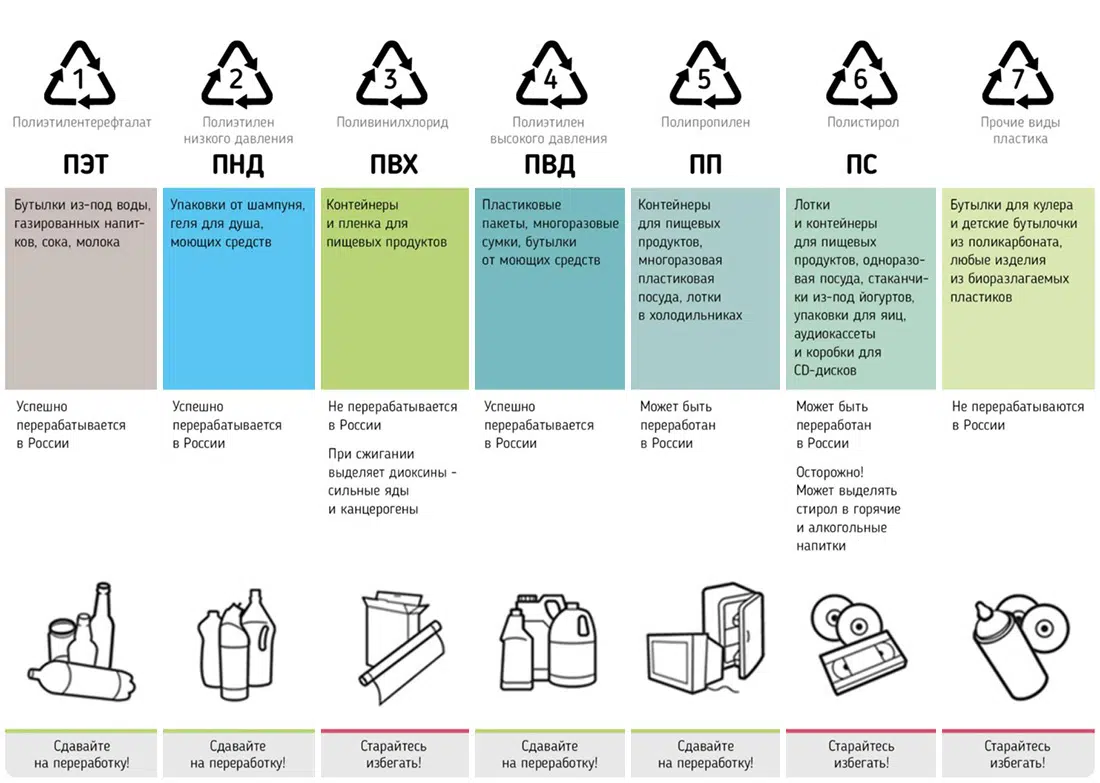 1
Полиэтилентерефталат
ПЭТ
Бутылки из-под воды,
газированных напит-
ков, сока, молока
Успешно
перерабатывается
в России
Сдавайте
на переработку!
2
Полиэтилен
низкого давления
ПНД
Упаковки от шампуня,
геля для душа,
моющих средств
Успешно
перерабатывается
в России
Сдавайте
на переработку!
3
Поливинилхлорид
ПВХ
Контейнеры
и пленка для
пищевых продуктов
Не перерабатывается
в России
При сжигании
выделяет диоксины -
сильные яды
и канцерогены
Старайтесь
избегать!
4
Полиэтилен
высокого давления
ПВД
Пластиковые
пакеты, многоразовые
сумки, бутылки
от моющих средств
Успешно
перерабатывается
в России
Сдавайте
на переработку!
5
Полипропилен
ПП
Контейнеры
для пищевых
продуктов,
многоразовая
пластиковая
посуда, лотки
в холодильниках
Может быть
переработан
в России
Сдавайте
на переработку!
6
Полистирол
ПС
Лотки
и контейнеры
для пищевых
продуктов, одноразо-
вая посуда, стаканчи-
ки из-под йогуртов,
упаковки для яиц,
аудиокассеты
и коробки для
CD-дисков
Может быть
переработан
в России
Осторожно!
Может выделять
стирол в горячие
и алкогольные
напитки
Старайтесь
избегать!
7
Прочие виды
пластика
Бутылки для кулера
и детские бутылочки
из поликарбоната,
любые изделия
из биоразлагаемых
пластиков
Не перерабатываются
в России
Старайтесь
избегать!